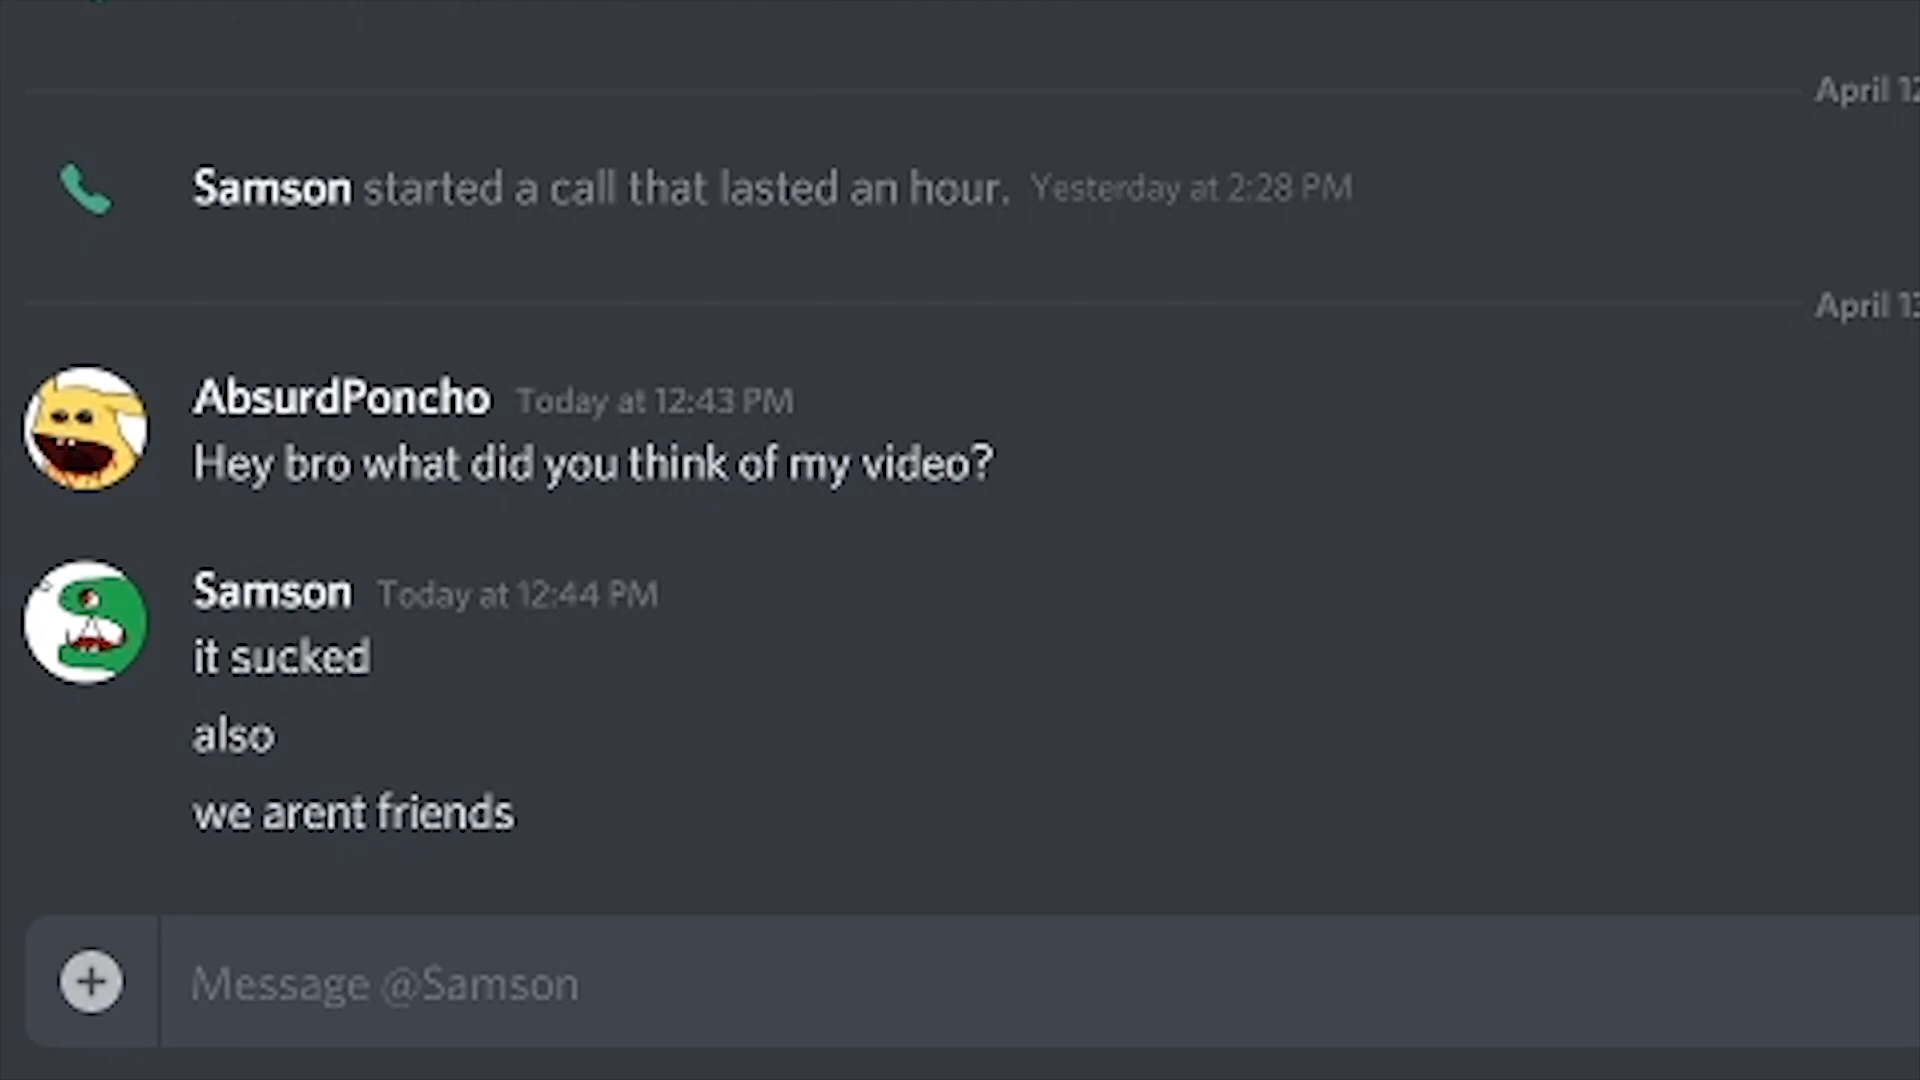 April 12
Samson started a call that lasted an hour. Yesterday at 2:28 PM
April 13
AbsurdPoncho Today at 12:43 PM
Hey bro what did you think of my video?
Samson Today at 12:44 PM
it sucked
also
we arent friends
Message @Samson